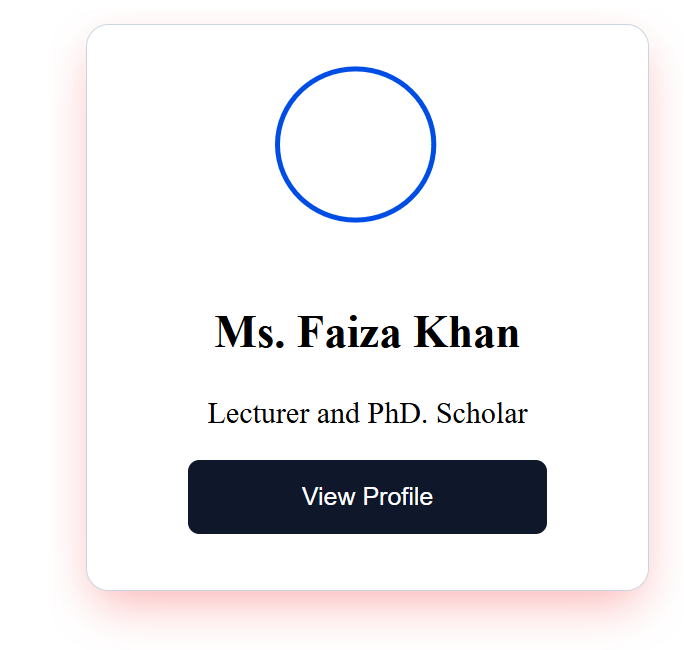 Ms. Faiza Khan
Lecturer and PhD. Scholar
View Profile